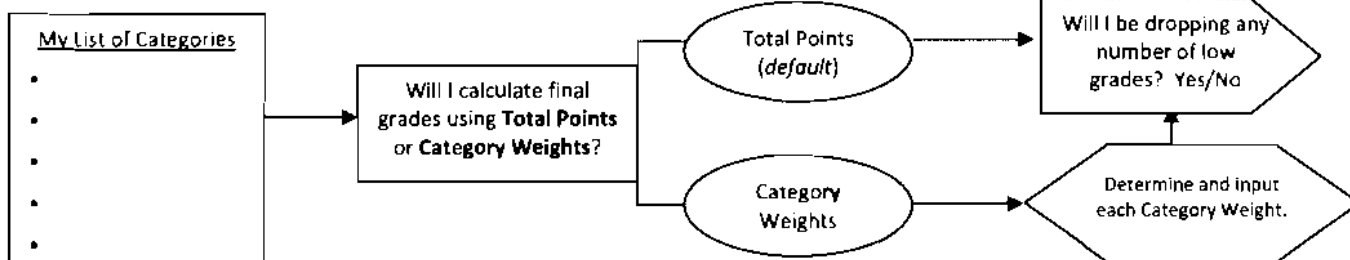 My List of Categories
•
•
•
•
•
Will I calculate final
grades using Total Points
or Category Weights?
Total Points
(default)
Category
Weights
Will I be dropping any
number of low
grades? Yes/No
Determine and input
each Category Weight.